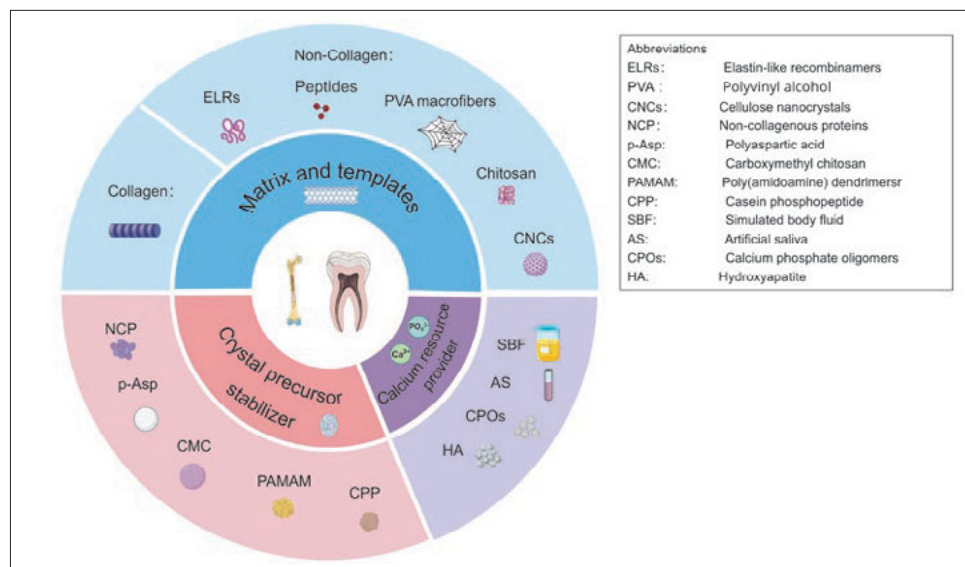 Non-Collagen:
ELRs
Peptides
PVA macrofibers
Chitosan
CNCs
Collagen:
Matrix and templates
NCP
p-Asp
CMC
PAMAM
CPP
Crystal precursor
stabilizer
PO₄³⁻
Ca²⁺
Calcium resource
provider
SBF
AS
CPOs
HA
Abbreviations
ELRs: Elastin-like recombinamers
PVA : Polyvinyl alcohol
CNCs: Cellulose nanocrystals
NCP: Non-collagenous proteins
p-Asp: Polyaspartic acid
CMC: Carboxymethyl chitosan
PAMAM: Poly(amidoamine) dendrimersr
CPP: Casein phosphopeptide
SBF: Simulated body fluid
AS: Artificial saliva
CPOs: Calcium phosphate oligomers
HA: Hydroxyapatite